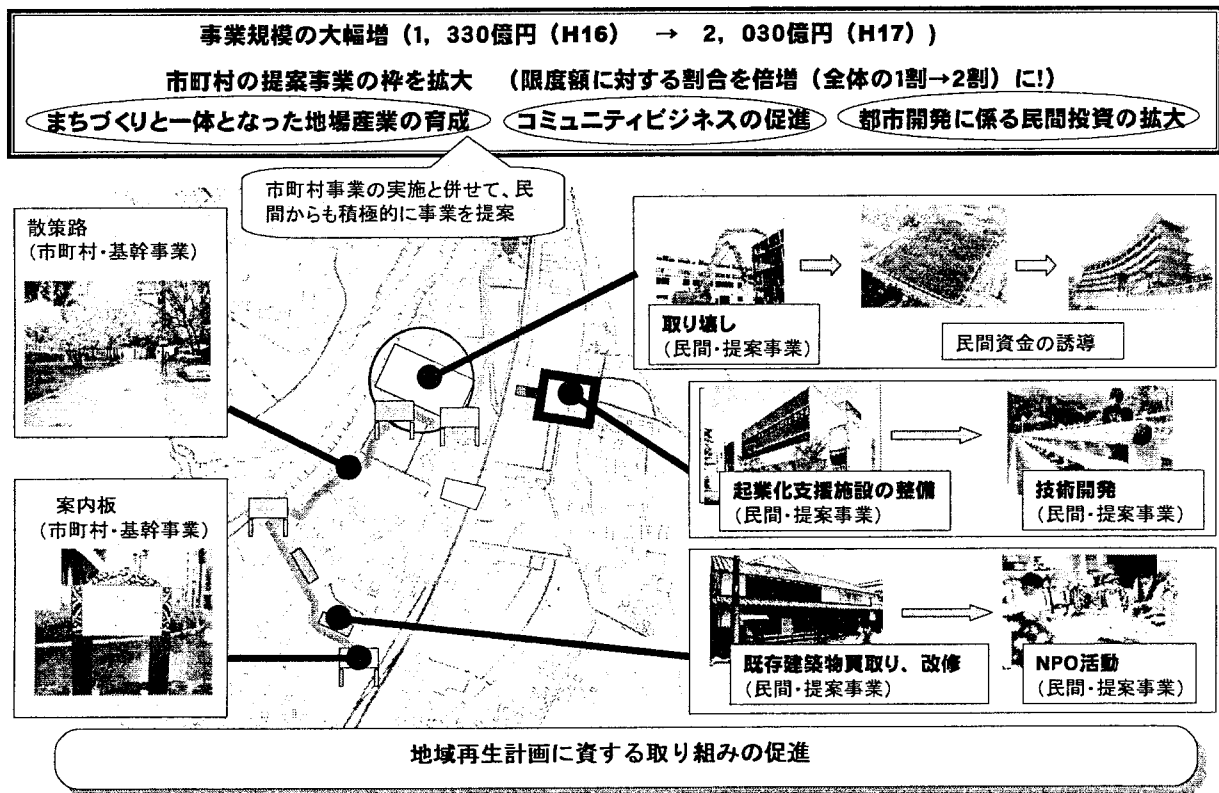 事業規模の大幅増（1，330億円（H16） → 2，030億円（H17））
市町村の提案事業の枠を拡大 （限度額に対する割合を倍増（全体の1割→2割）に!）
まちづくりと一体となった地場産業の育成 コミュニティビジネスの促進 都市開発に係る民間投資の拡大
市町村事業の実施と併せて、民
間からも積極的に事業を提案
散策路
（市町村・基幹事業）
案内板
（市町村・基幹事業）
取り壊し
（民間・提案事業）
民間資金の誘導
起業化支援施設の整備
（民間・提案事業）
技術開発
（民間・提案事業）
既存建築物買取り、改修
（民間・提案事業）
NPO活動
（民間・提案事業）
地域再生計画に資する取り組みの促進